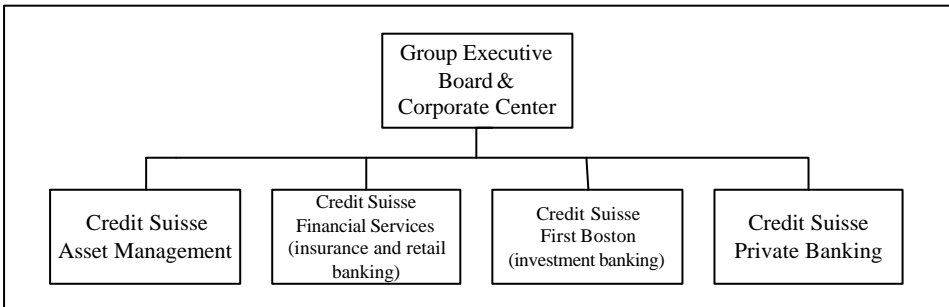 Group Executive
Board &
Corporate Center
Credit Suisse
Asset Management
Credit Suisse
Financial Services
(insurance and retail
banking)
Credit Suisse
First Boston
(investment banking)
Credit Suisse
Private Banking